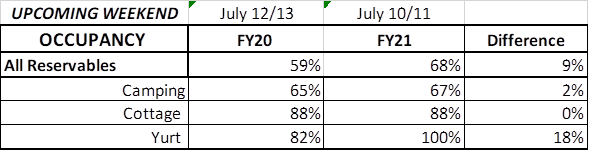 UPCOMING WEEKEND July 12/13 July 10/11
OCCUPANCY FY20 FY21 Difference
All Reservables 59% 68% 9%
Camping 65% 67% 2%
Cottage 88% 88% 0%
Yurt 82% 100% 18%